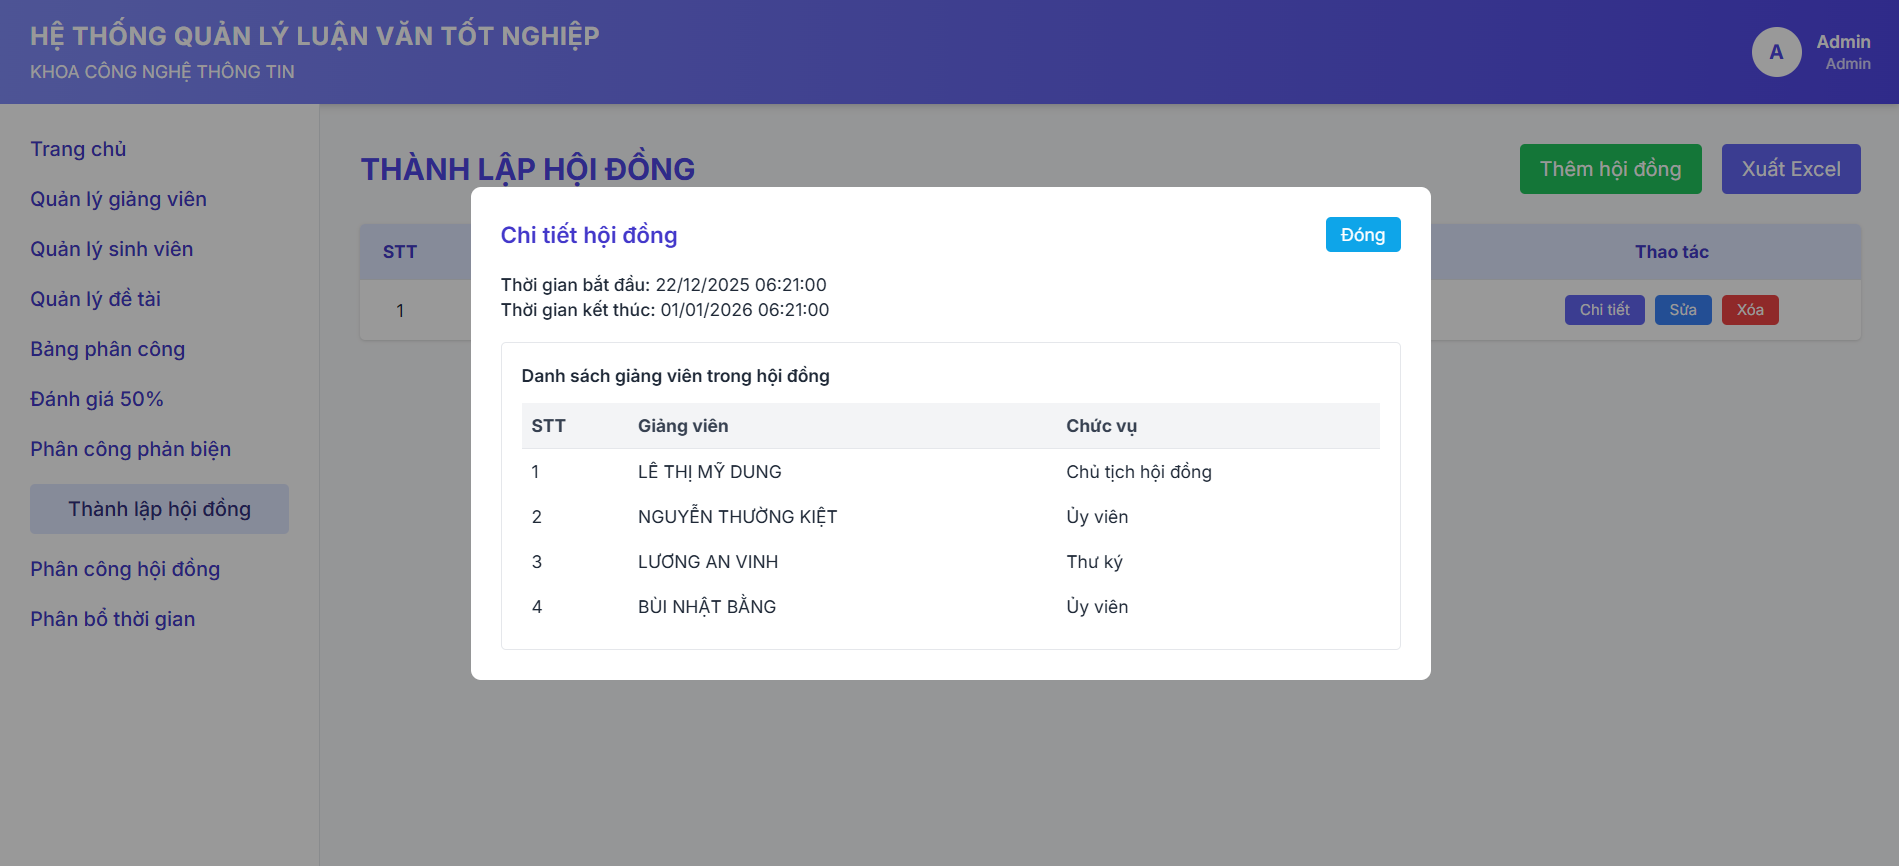 HỆ THỐNG QUẢN LÝ LUẬN VĂN TỐT NGHIỆP
KHOA CÔNG NGHỆ THÔNG TIN
A
Admin
Admin
Trang chủ
Quản lý giảng viên
Quản lý sinh viên
Quản lý đề tài
Bảng phân công
Đánh giá 50%
Phân công phản biện
Thành lập hội đồng
Phân công hội đồng
Phân bổ thời gian
THÀNH LẬP HỘI ĐỒNG
Thêm hội đồng
Xuất Excel
STT
Thao tác
1
Chi tiết
Sửa
Xóa
Chi tiết hội đồng
Đóng
Thời gian bắt đầu: 22/12/2025 06:21:00
Thời gian kết thúc: 01/01/2026 06:21:00
Danh sách giảng viên trong hội đồng
STT Giảng viên Chức vụ
1 LÊ THỊ MỸ DUNG Chủ tịch hội đồng
2 NGUYỄN THƯỜNG KIỆT Ủy viên
3 LƯƠNG AN VINH Thư ký
4 BÙI NHẬT BẰNG Ủy viên